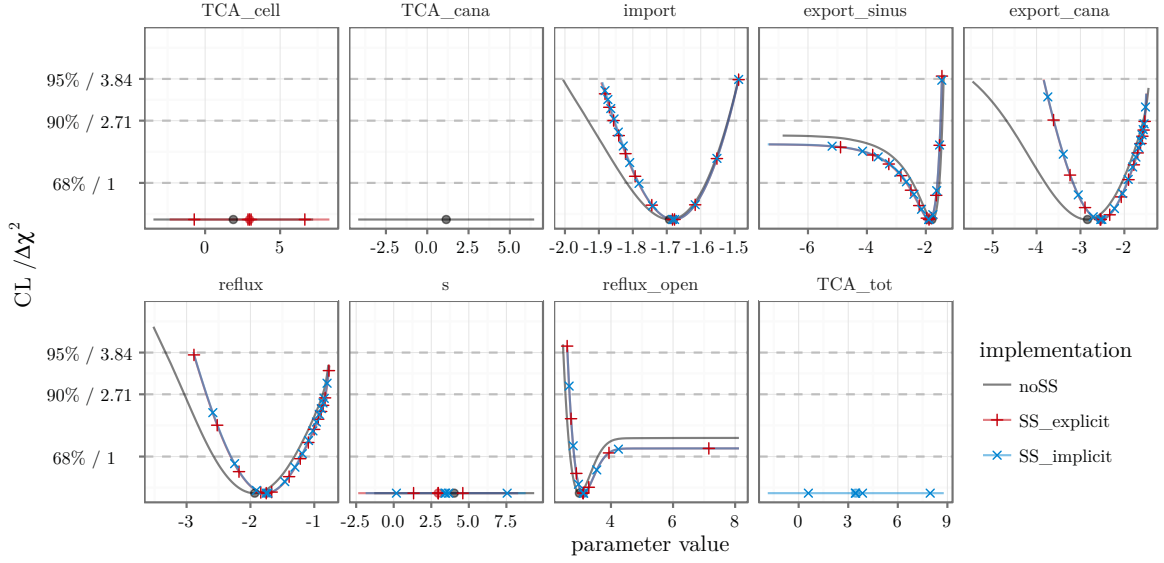 TCA_cell TCA_cana import export_sinus export_cana
95% / 3.84
90% / 2.71
68% / 1
0 5 -2.5 0.0 2.5 5.0 -2.0 -1.9 -1.8 -1.7 -1.6 -1.5 -6 -4 -2 -5 -4 -3 -2
CL /Δχ²
reflux s reflux_open TCA_tot
95% / 3.84
90% / 2.71
68% / 1
-3 -2 -1 -2.5 0.0 2.5 5.0 7.5 4 6 8 0 3 6 9
parameter value
implementation
noSS
SS_explicit
SS_implicit